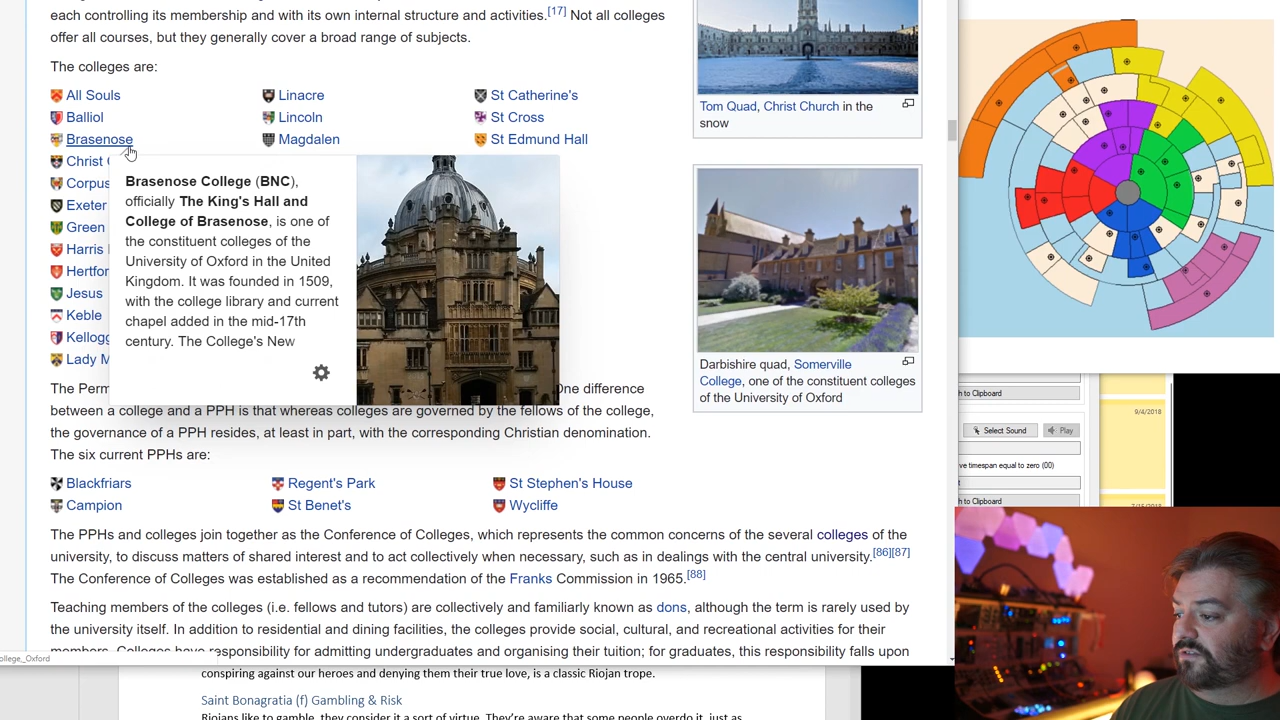 each controlling its membership and with its own internal structure and activities.[17] Not all colleges
offer all courses, but they generally cover a broad range of subjects.
The colleges are:
All Souls
Balliol
Brasenose
Christ
Corpus
Exeter
Green
Harris
Hertfor
Jesus
Keble
Kellogg
Lady M
Linacre
Lincoln
Magdalen
St Catherine's
St Cross
St Edmund Hall
Brasenose College (BNC),
officially The King's Hall and
College of Brasenose, is one of
the constituent colleges of the
University of Oxford in the United
Kingdom. It was founded in 1509,
with the college library and current
chapel added in the mid-17th
century. The College's New
The Perm One difference
between a college and a PPH is that whereas colleges are governed by the fellows of the college,
the governance of a PPH resides, at least in part, with the corresponding Christian denomination.
The six current PPHs are:
Blackfriars
Campion
Regent's Park
St Benet's
St Stephen's House
Wycliffe
The PPHs and colleges join together as the Conference of Colleges, which represents the common concerns of the several colleges of the
university, to discuss matters of shared interest and to act collectively when necessary, such as in dealings with the central university.[86][87]
The Conference of Colleges was established as a recommendation of the Franks Commission in 1965.[88]
Teaching members of the colleges (i.e. fellows and tutors) are collectively and familiarly known as dons, although the term is rarely used by
the university itself. In addition to residential and dining facilities, the colleges provide social, cultural, and recreational activities for their
members. Colleges have responsibility for admitting undergraduates and organising their tuition; for graduates, this responsibility falls upon
ollege,_Oxford
Tom Quad, Christ Church in the
snow
Darbishire quad, Somerville
College, one of the constituent colleges
of the University of Oxford
h to Clipboard
Select Sound
Play
ve timespan equal to zero (00)
h to Clipboard
9/4/2018
conspiring against our heroes and denying them their true love, is a classic Riojan trope.
Saint Bonagratia (f) Gambling & Risk
Riojans like to gamble, they consider it a sort of virtue. They're aware that some people overdo it, just as